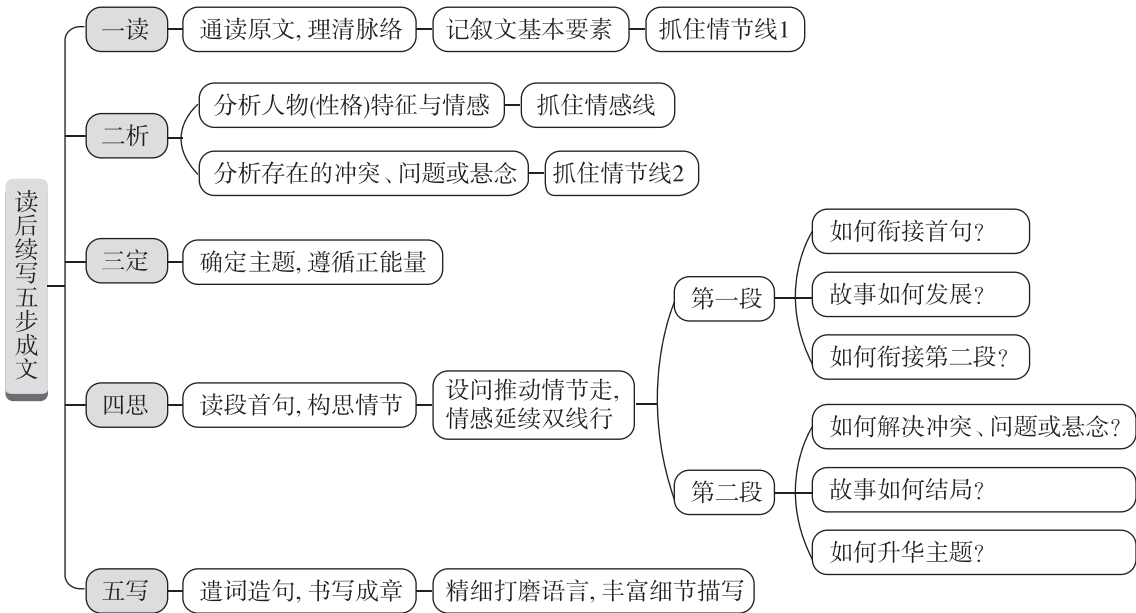 读后续写五步成文
一读
通读原文, 理清脉络
记叙文基本要素
抓住情节线1
二析
分析人物(性格)特征与情感
抓住情感线
分析存在的冲突、问题或悬念
抓住情节线2
三定
确定主题, 遵循正能量
四思
读段首句, 构思情节
设问推动情节走,
情感延续双线行
第一段
如何衔接首句?
故事如何发展?
如何衔接第二段?
第二段
如何解决冲突、问题或悬念?
故事如何结局?
如何升华主题?
五写
遣词造句, 书写成章
精细打磨语言, 丰富细节描写